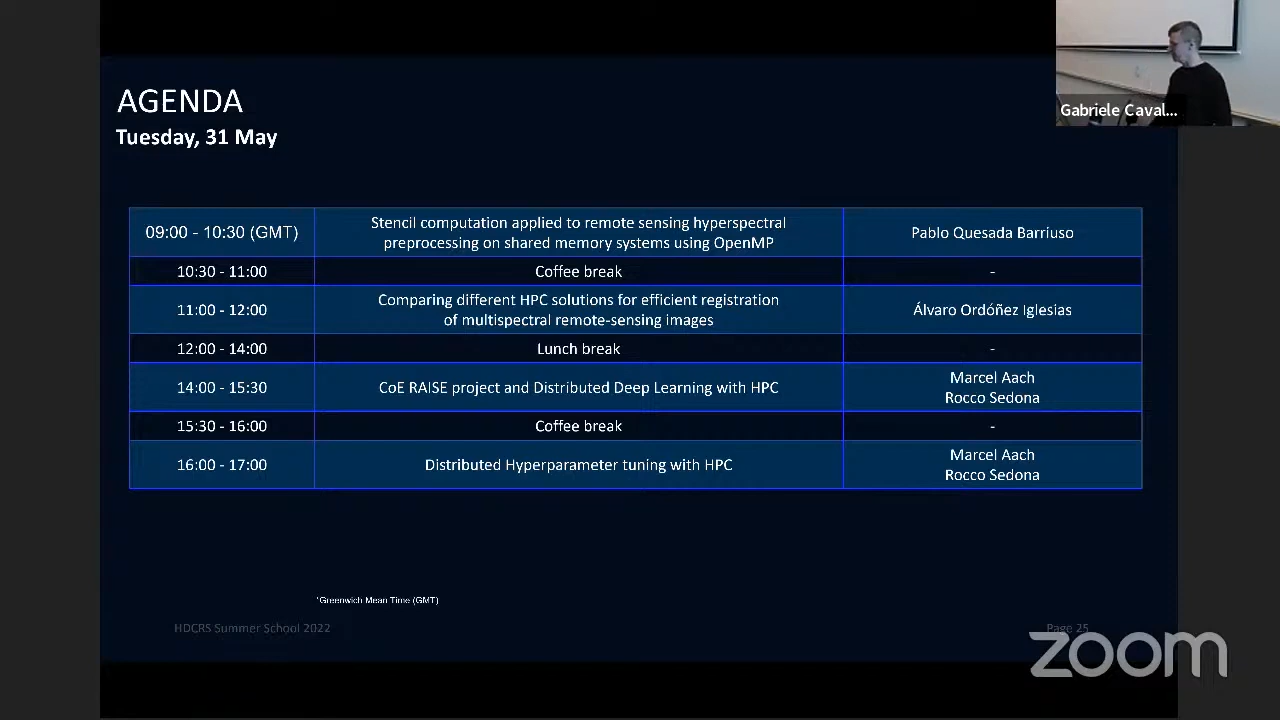 AGENDA
Tuesday, 31 May
Gabriele Caval...
09:00 - 10:30 (GMT)
Stencil computation applied to remote sensing hyperspectral
preprocessing on shared memory systems using OpenMP
Pablo Quesada Barriuso
10:30 - 11:00
Coffee break
-
11:00 - 12:00
Comparing different HPC solutions for efficient registration
of multispectral remote-sensing images
Álvaro Ordóñez Iglesias
12:00 - 14:00
Lunch break
-
14:00 - 15:30
CoE RAISE project and Distributed Deep Learning with HPC
Marcel Aach
Rocco Sedona
15:30 - 16:00
Coffee break
-
16:00 - 17:00
Distributed Hyperparameter tuning with HPC
Marcel Aach
Rocco Sedona
*Greenwich Mean Time (GMT)
HDCRS Summer School 2022
Page 25
zoom